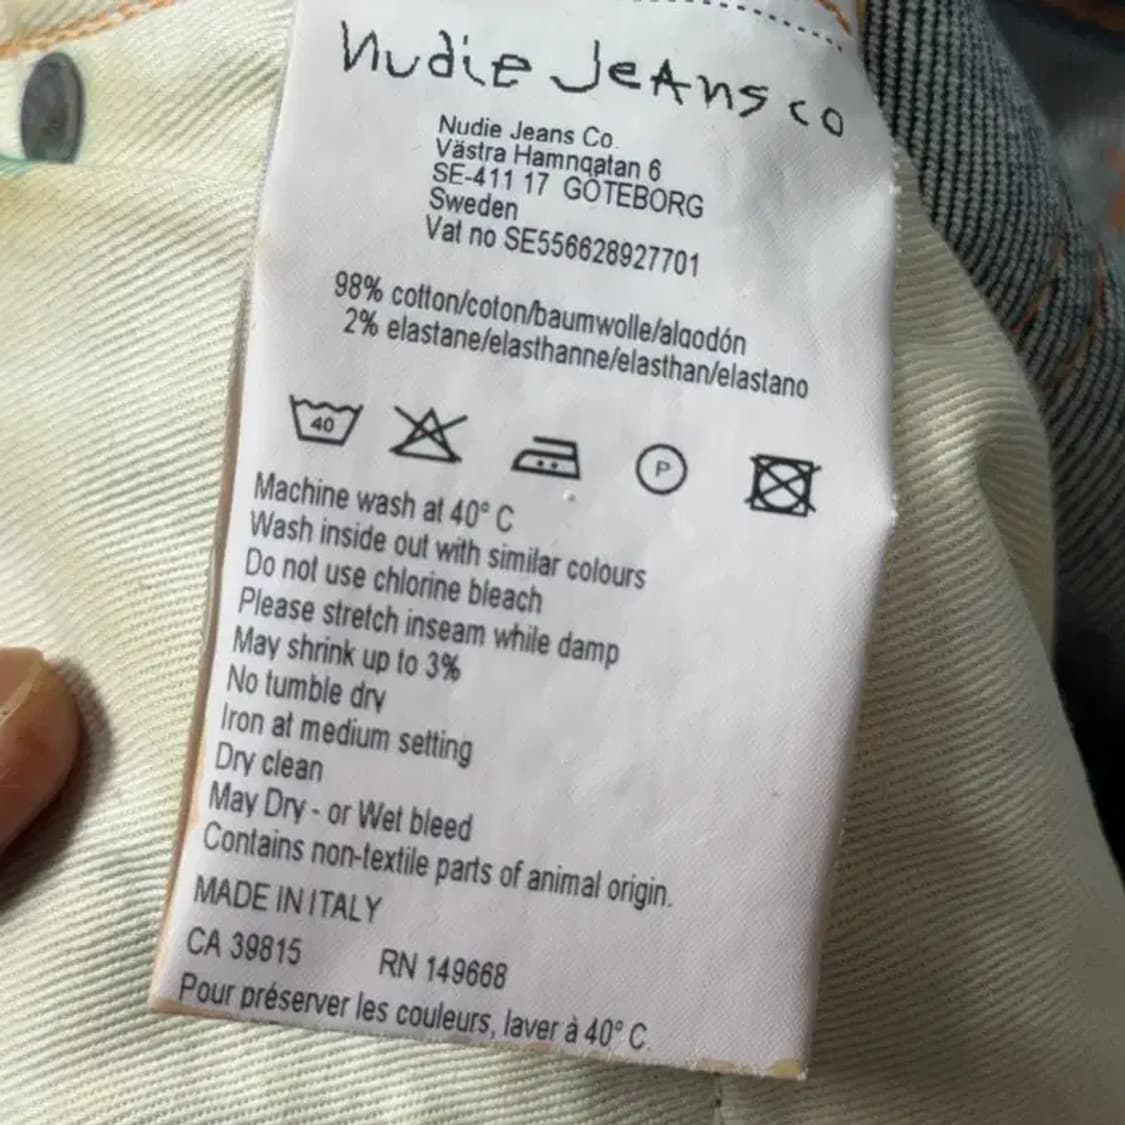 Nudie Jeans co
Nudie Jeans Co.
Västra Hamngatan 6
SE-411 17 GÖTEBORG
Sweden
Vat no SE556628927701
98% cotton/coton/baumwolle/algodón
2% elastane/elasthanne/elasthan/elastano
40 P
Machine wash at 40° C
Wash inside out with similar colours
Do not use chlorine bleach
Please stretch inseam while damp
May shrink up to 3%
No tumble dry
Iron at medium setting
Dry clean
May Dry - or Wet bleed
Contains non-textile parts of animal origin.
MADE IN ITALY
CA 39815 RN 149668
Pour préserver les couleurs, laver à 40° C.